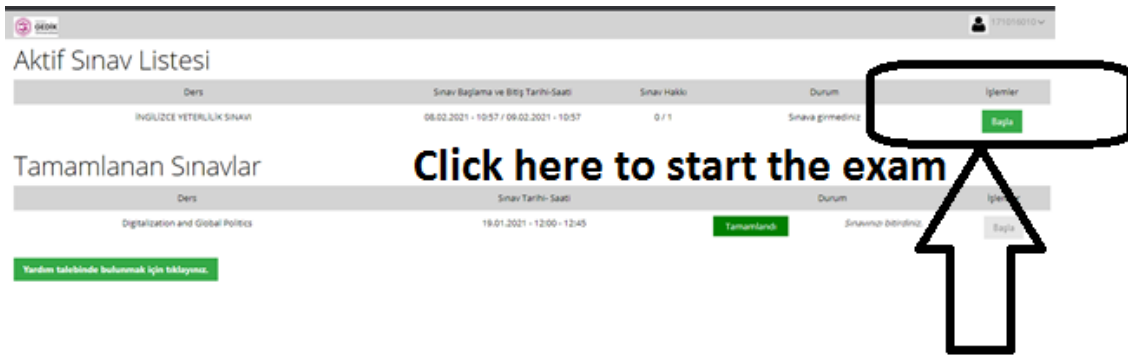 GEDİK
171016010
Aktif Sınav Listesi
Ders Sınav Başlama ve Bitiş Tarihi-Saati Sınav Hakkı Durum İşlemler
İNGİLİZCE YETERLİLİK SINAVI 08.02.2021 - 10:57 / 09.02.2021 - 10:57 0 / 1 Sınava girmediniz Başla
Tamamlanan Sınavlar
Click here to start the exam
Ders Sınav Tarihi- Saati Durum
Digitalization and Global Politics 19.01.2021 - 12:00 - 12:45 Tamamlandı Sınavınızı bitirdiniz. Başla
Yardım talebinde bulunmak için tıklayınız.